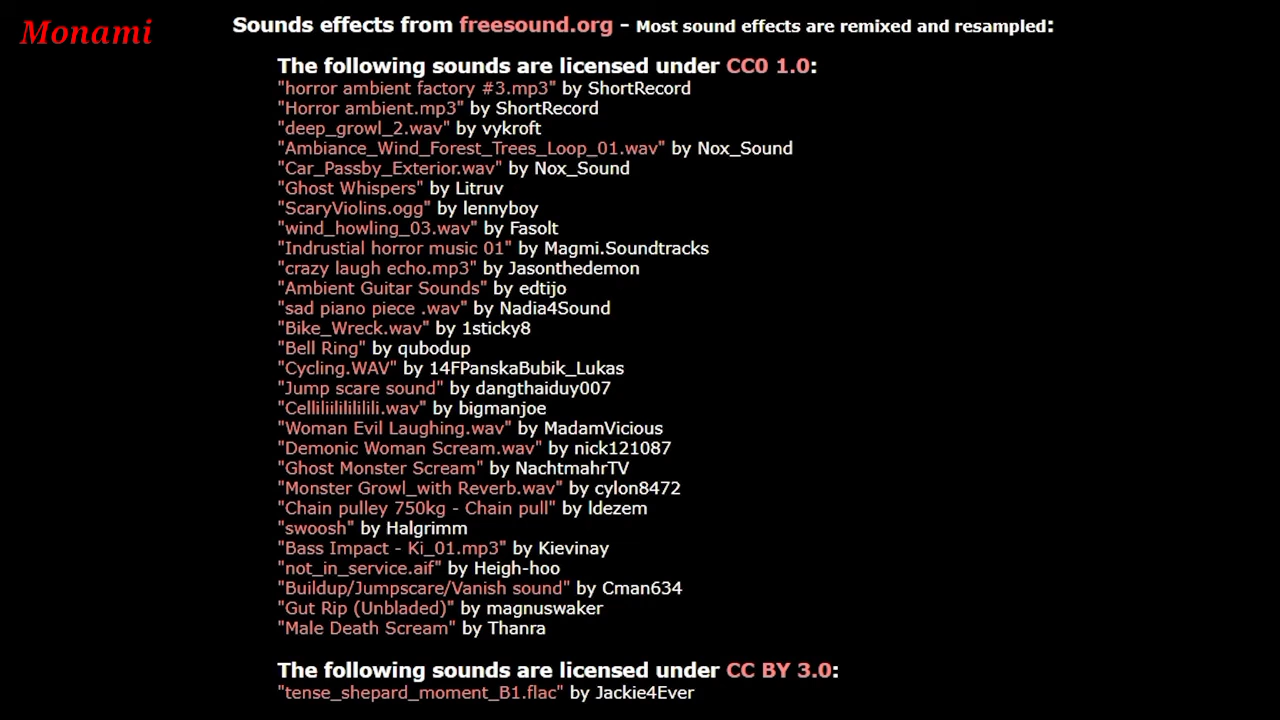 Monami
Sounds effects from freesound.org - Most sound effects are remixed and resampled:
The following sounds are licensed under CC0 1.0:
"horror ambient factory #3.mp3" by ShortRecord
"Horror ambient.mp3" by ShortRecord
"deep_growl_2.wav" by vykroft
"Ambiance_Wind_Forest_Trees_Loop_01.wav" by Nox_Sound
"Car_Passby_Exterior.wav" by Nox_Sound
"Ghost Whispers" by Litruv
"ScaryViolins.ogg" by lennyboy
"wind_howling_03.wav" by Fasolt
"Indrustial horror music 01" by Magmi.Soundtracks
"crazy laugh echo.mp3" by Jasonthedemon
"Ambient Guitar Sounds" by edtijo
"sad piano piece .wav" by Nadia4Sound
"Bike_Wreck.wav" by 1sticky8
"Bell Ring" by qubodup
"Cycling.WAV" by 14FPanskaBubik_Lukas
"Jump scare sound" by dangthaiduy007
"Celliliililililili.wav" by bigmanjoe
"Woman Evil Laughing.wav" by MadamVicious
"Demonic Woman Scream.wav" by nick121087
"Ghost Monster Scream" by NachtmahrTV
"Monster Growl_with Reverb.wav" by cylon8472
"Chain pulley 750kg - Chain pull" by ldezem
"swoosh" by Halgrimm
"Bass Impact - Ki_01.mp3" by Kievinay
"not_in_service.aif" by Heigh-hoo
"Buildup/Jumpscare/Vanish sound" by Cman634
"Gut Rip (Unbladed)" by magnuswaker
"Male Death Scream" by Thanra
The following sounds are licensed under CC BY 3.0:
"tense_shepard_moment_B1.flac" by Jackie4Ever